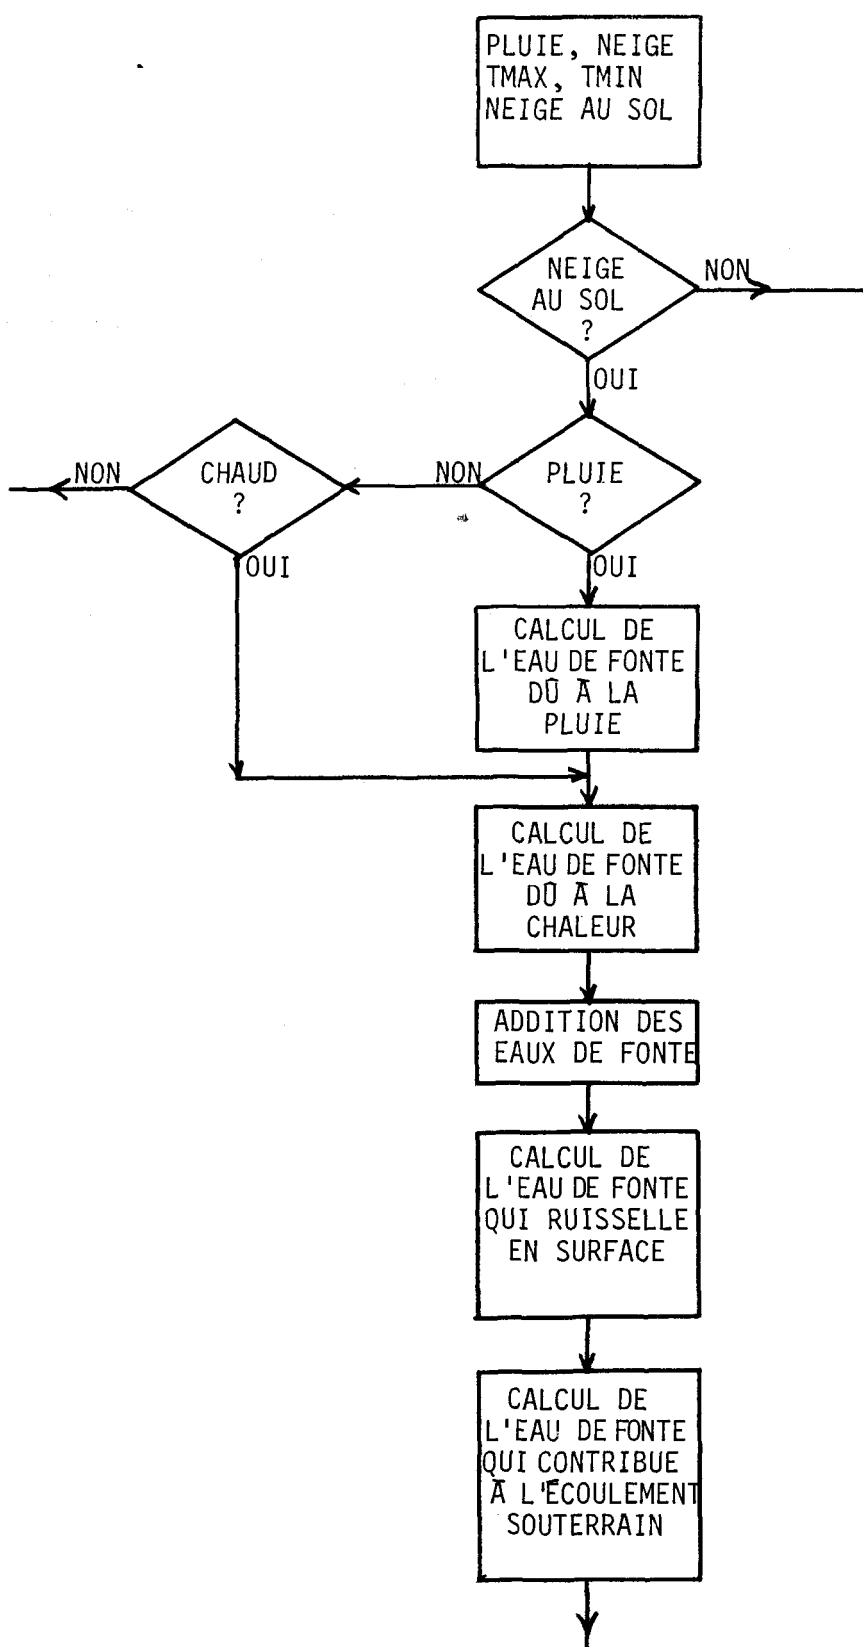 PLUIE, NEIGE
TMAX, TMIN
NEIGE AU SOL
NEIGE
AU SOL
?
NON
OUI
PLUIE
?
NON
CHAUD
?
NON
OUI
OUI
CALCUL DE
L'EAU DE FONTE
DÛ À LA
PLUIE
CALCUL DE
L'EAU DE FONTE
DÛ À LA
CHALEUR
ADDITION DES
EAUX DE FONTE
CALCUL DE
L'EAU DE FONTE
QUI RUISSELLE
EN SURFACE
CALCUL DE
L'EAU DE FONTE
QUI CONTRIBUE
À L'ÉCOULEMENT
SOUTERRAIN